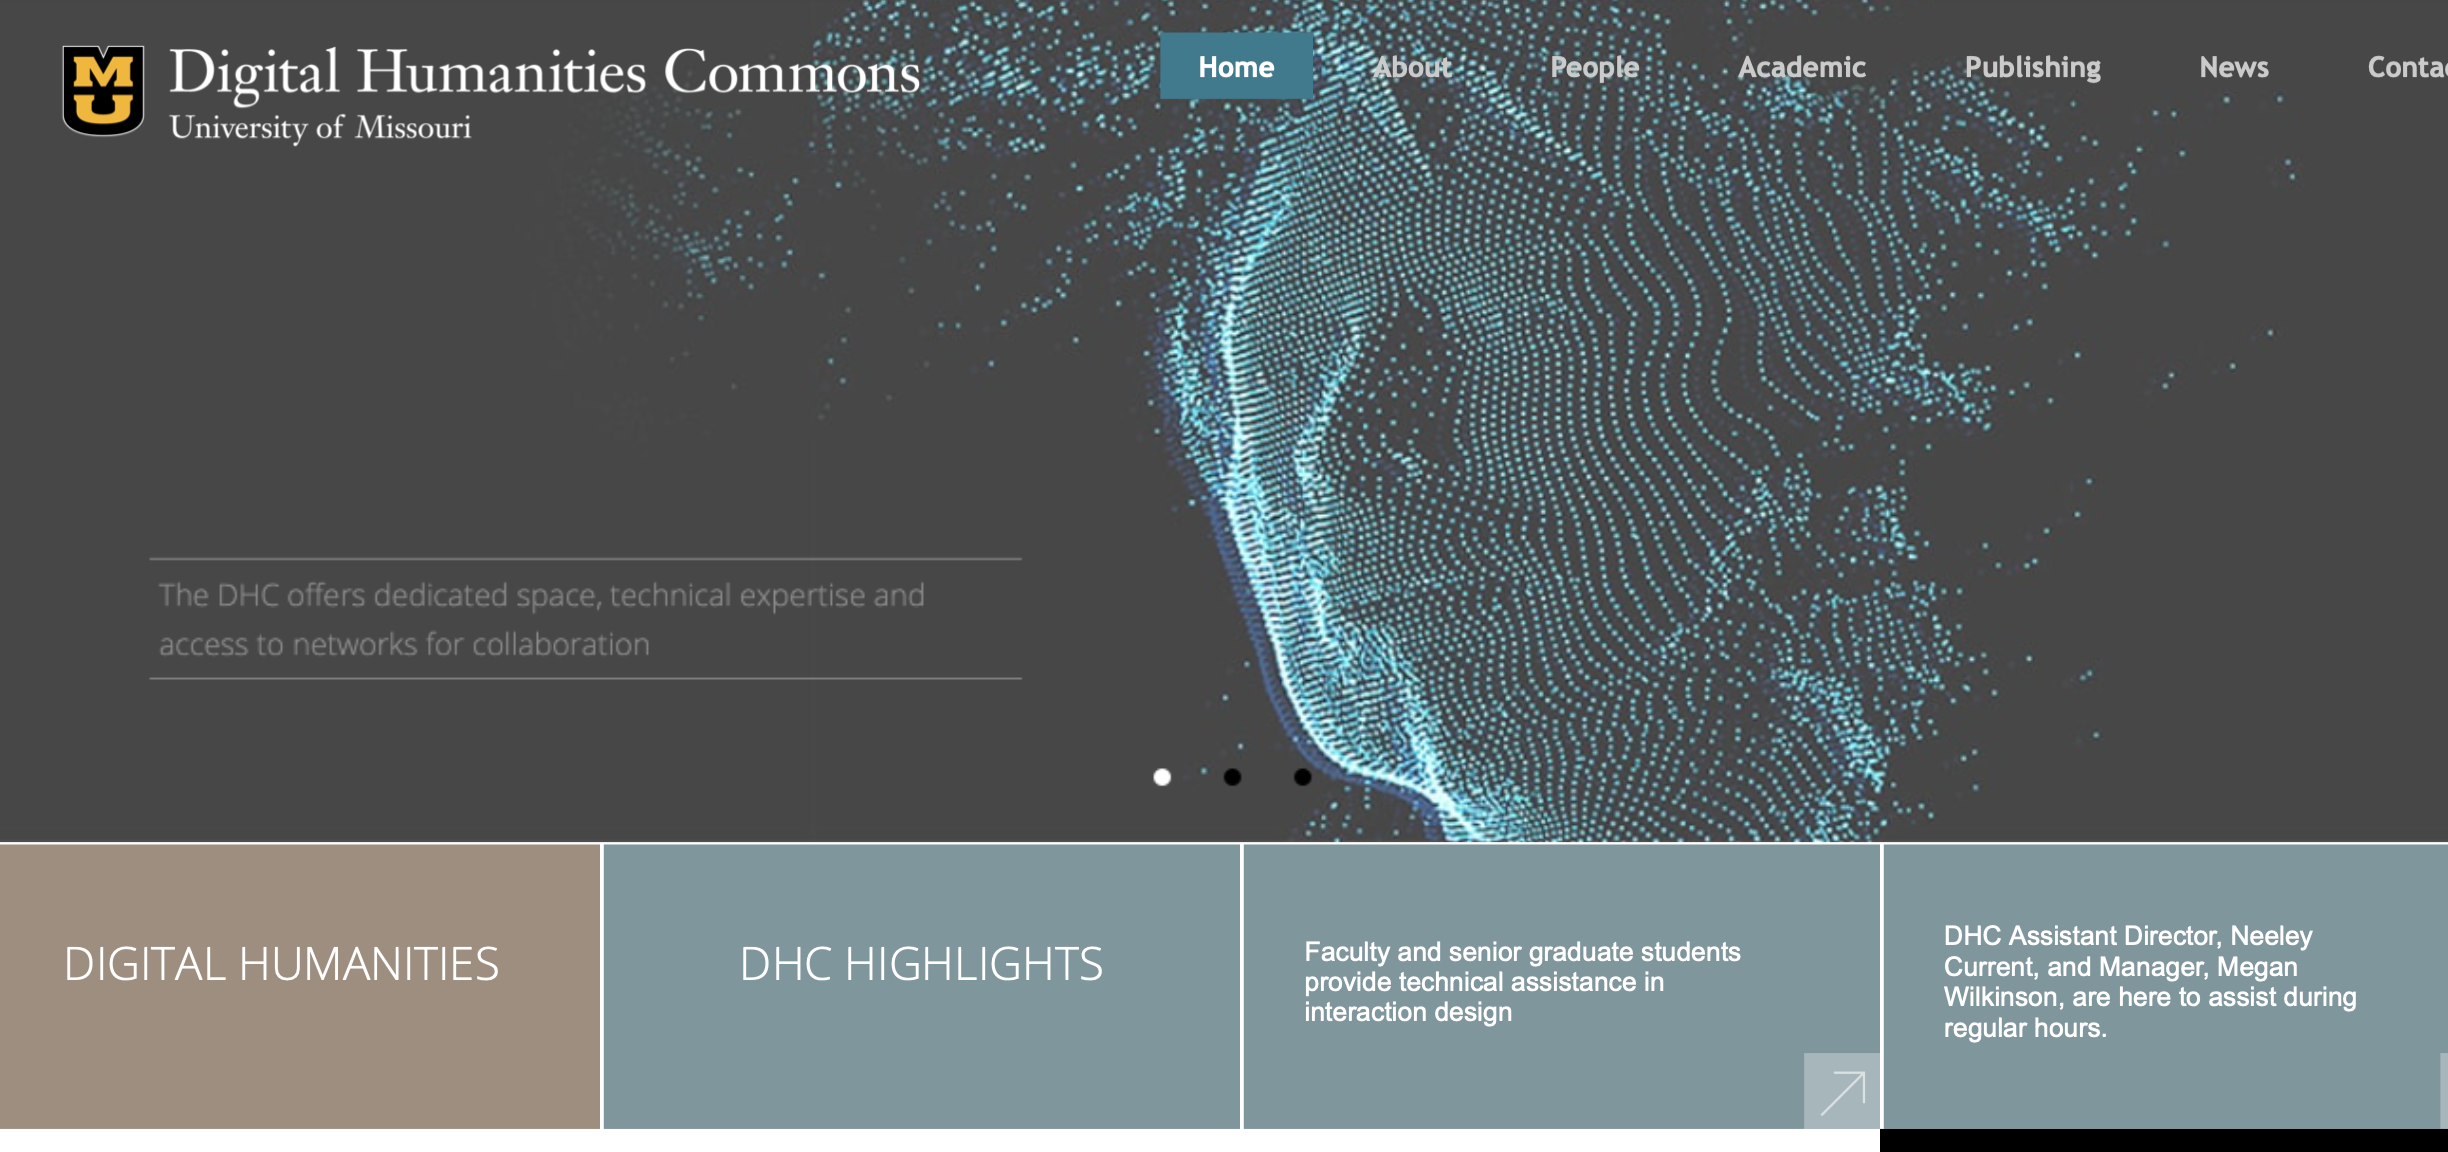 MU
Digital Humanities Commons
University of Missouri
Home About People Academic Publishing News
The DHC offers dedicated space, technical expertise and
access to networks for collaboration
DIGITAL HUMANITIES
DHC HIGHLIGHTS
Faculty and senior graduate students
provide technical assistance in
interaction design
DHC Assistant Director, Neeley
Current, and Manager, Megan
Wilkinson, are here to assist during
regular hours.